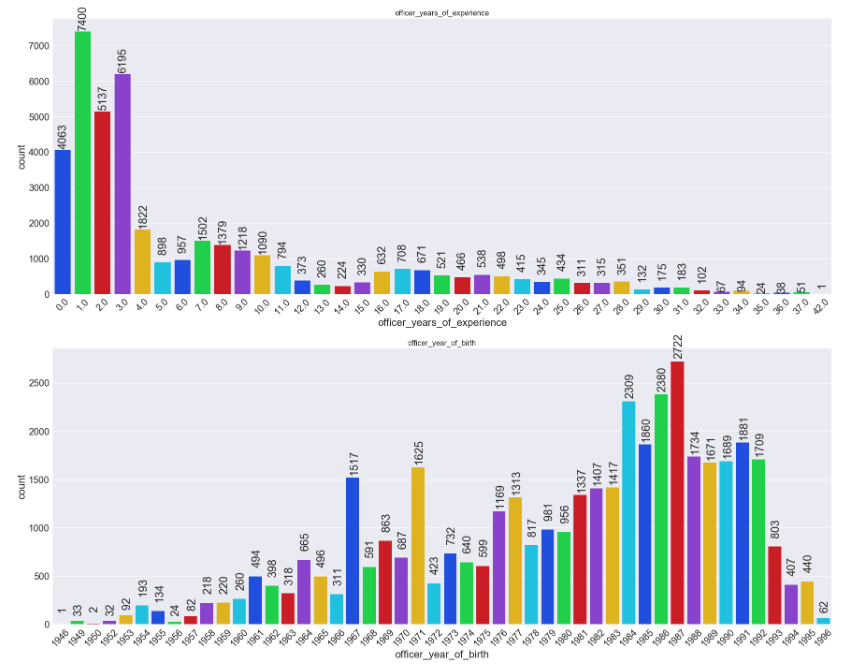 officer_years_of_experience
count
7000
6000
5000
4000
3000
2000
1000
0
4063 7400 5137 6195 1822 898 957 1502 1379 1218 1090 794 373 260 224 330 632 708 671 521 466 538 498 415 345 434 311 315 351 132 175 183 102 67 94 24 38 51 1
0.0 1.0 2.0 3.0 4.0 5.0 6.0 7.0 8.0 9.0 10.0 11.0 12.0 13.0 14.0 15.0 16.0 17.0 18.0 19.0 20.0 21.0 22.0 23.0 24.0 25.0 26.0 27.0 28.0 29.0 30.0 31.0 32.0 33.0 34.0 35.0 36.0 37.0 42.0
officer_years_of_experience
officer_year_of_birth
count
2500
2000
1500
1000
500
0
1 33 2 32 92 193 134 24 82 218 220 260 494 398 318 665 496 311 1517 591 863 687 1625 423 732 640 599 1169 1313 817 981 956 1337 1407 1417 2309 1860 2380 2722 1734 1671 1689 1881 1709 803 407 440 62
1946 1949 1950 1952 1953 1954 1955 1956 1957 1958 1959 1960 1961 1962 1963 1964 1965 1966 1967 1968 1969 1970 1971 1972 1973 1974 1975 1976 1977 1978 1979 1980 1981 1982 1983 1984 1985 1986 1987 1988 1989 1990 1991 1992 1993 1994 1995 1996
officer_year_of_birth